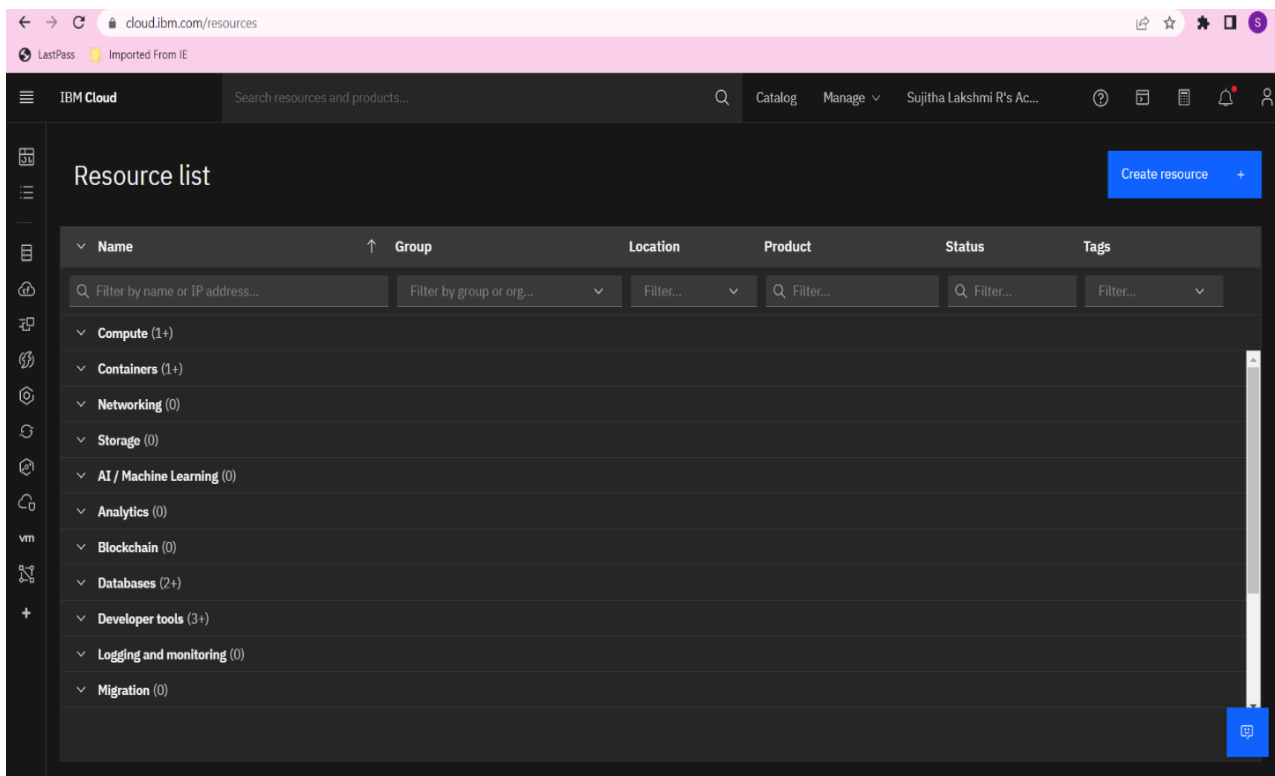 cloud.ibm.com/resources
S
LastPass Imported From IE
IBM Cloud Search resources and products... Catalog Manage Sujitha Lakshmi R's Ac...
Resource list
Create resource +
Name Group Location Product Status Tags
Filter by name or IP address... Filter by group or org... Filter... Filter... Filter... Filter...
Compute (1+)
Containers (1+)
Networking (0)
Storage (0)
AI / Machine Learning (0)
Analytics (0)
vm
Blockchain (0)
Databases (2+)
Developer tools (3+)
Logging and monitoring (0)
Migration (0)